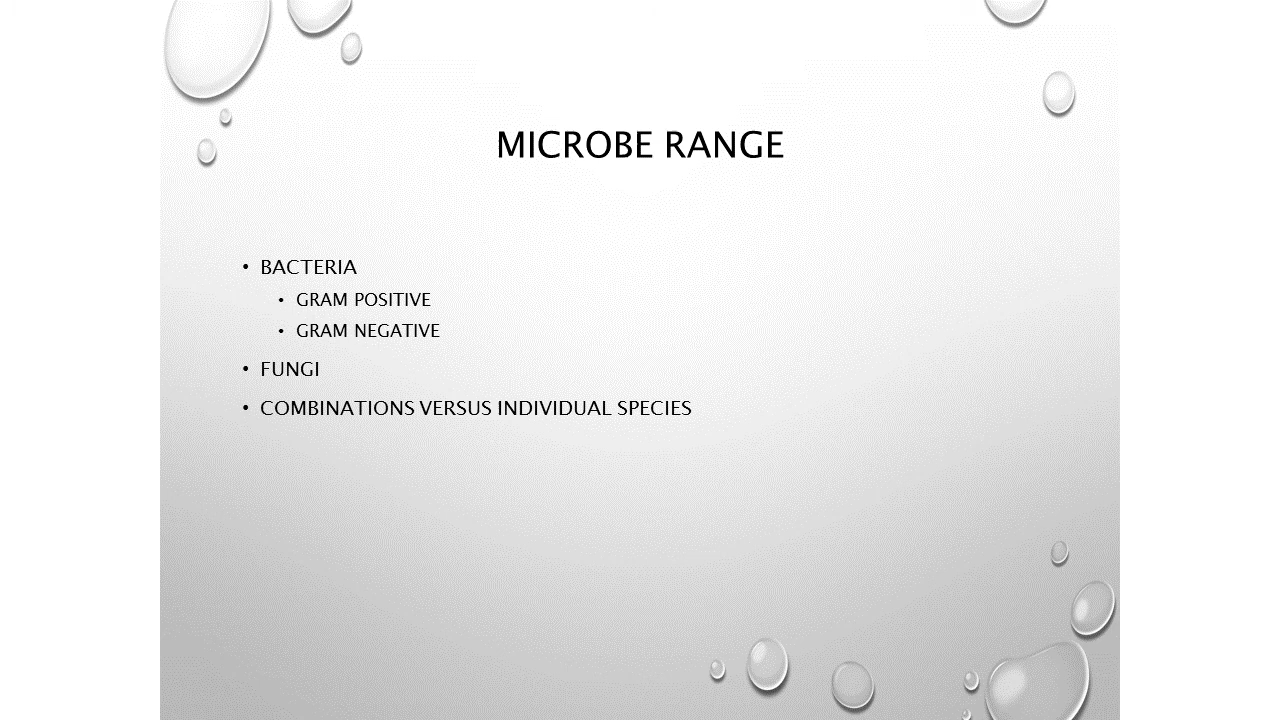 MICROBE RANGE
• BACTERIA
• GRAM POSITIVE
• GRAM NEGATIVE
• FUNGI
• COMBINATIONS VERSUS INDIVIDUAL SPECIES